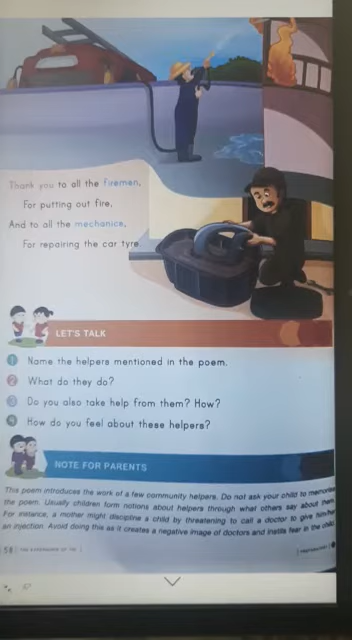 Thank you to all the firemen,
For putting out fire,
And to all the mechanics,
For repairing the car tyre.
LET'S TALK
1 Name the helpers mentioned in the poem.
2 What do they do?
3 Do you also take help from them? How?
4 How do you feel about these helpers?
NOTE FOR PARENTS
This poem introduces the work of a few community helpers. Do not ask your child to memorise
the poem. Usually children form notions about helpers through what others say about them.
For instance, a mother might discipline a child by threatening to call a doctor to give him/her
an injection. Avoid doing this as it creates a negative image of doctors and instils fear in the child.
58